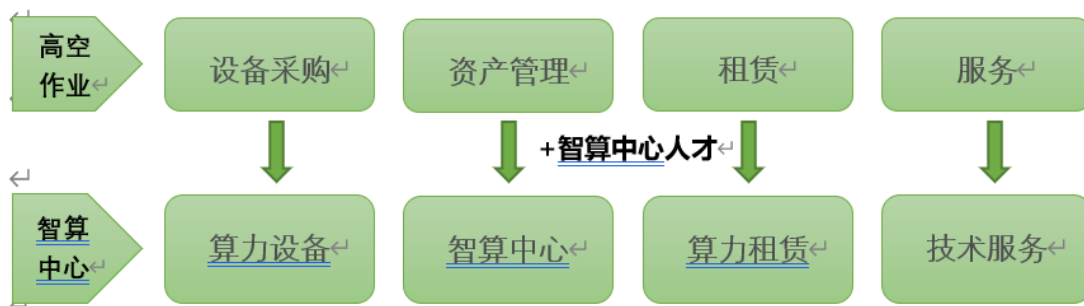 高空
作业
设备采购
资产管理
租赁
服务
+智算中心人才
智算
中心
算力设备
智算中心
算力租赁
技术服务